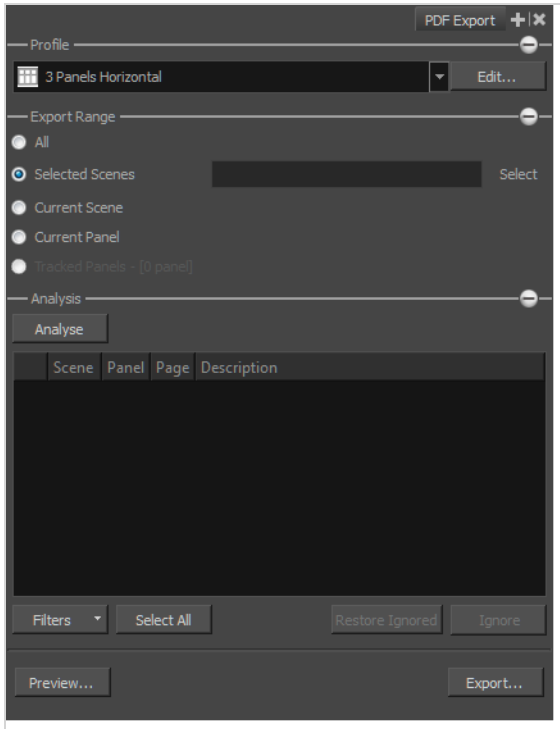 PDF Export
Profile
3 Panels Horizontal
Edit...
Export Range
All
Selected Scenes
Select
Current Scene
Current Panel
Tracked Panels - [0 panel]
Analysis
Analyse
Scene Panel Page Description
Filters Select All Restore Ignored Ignore
Preview... Export...